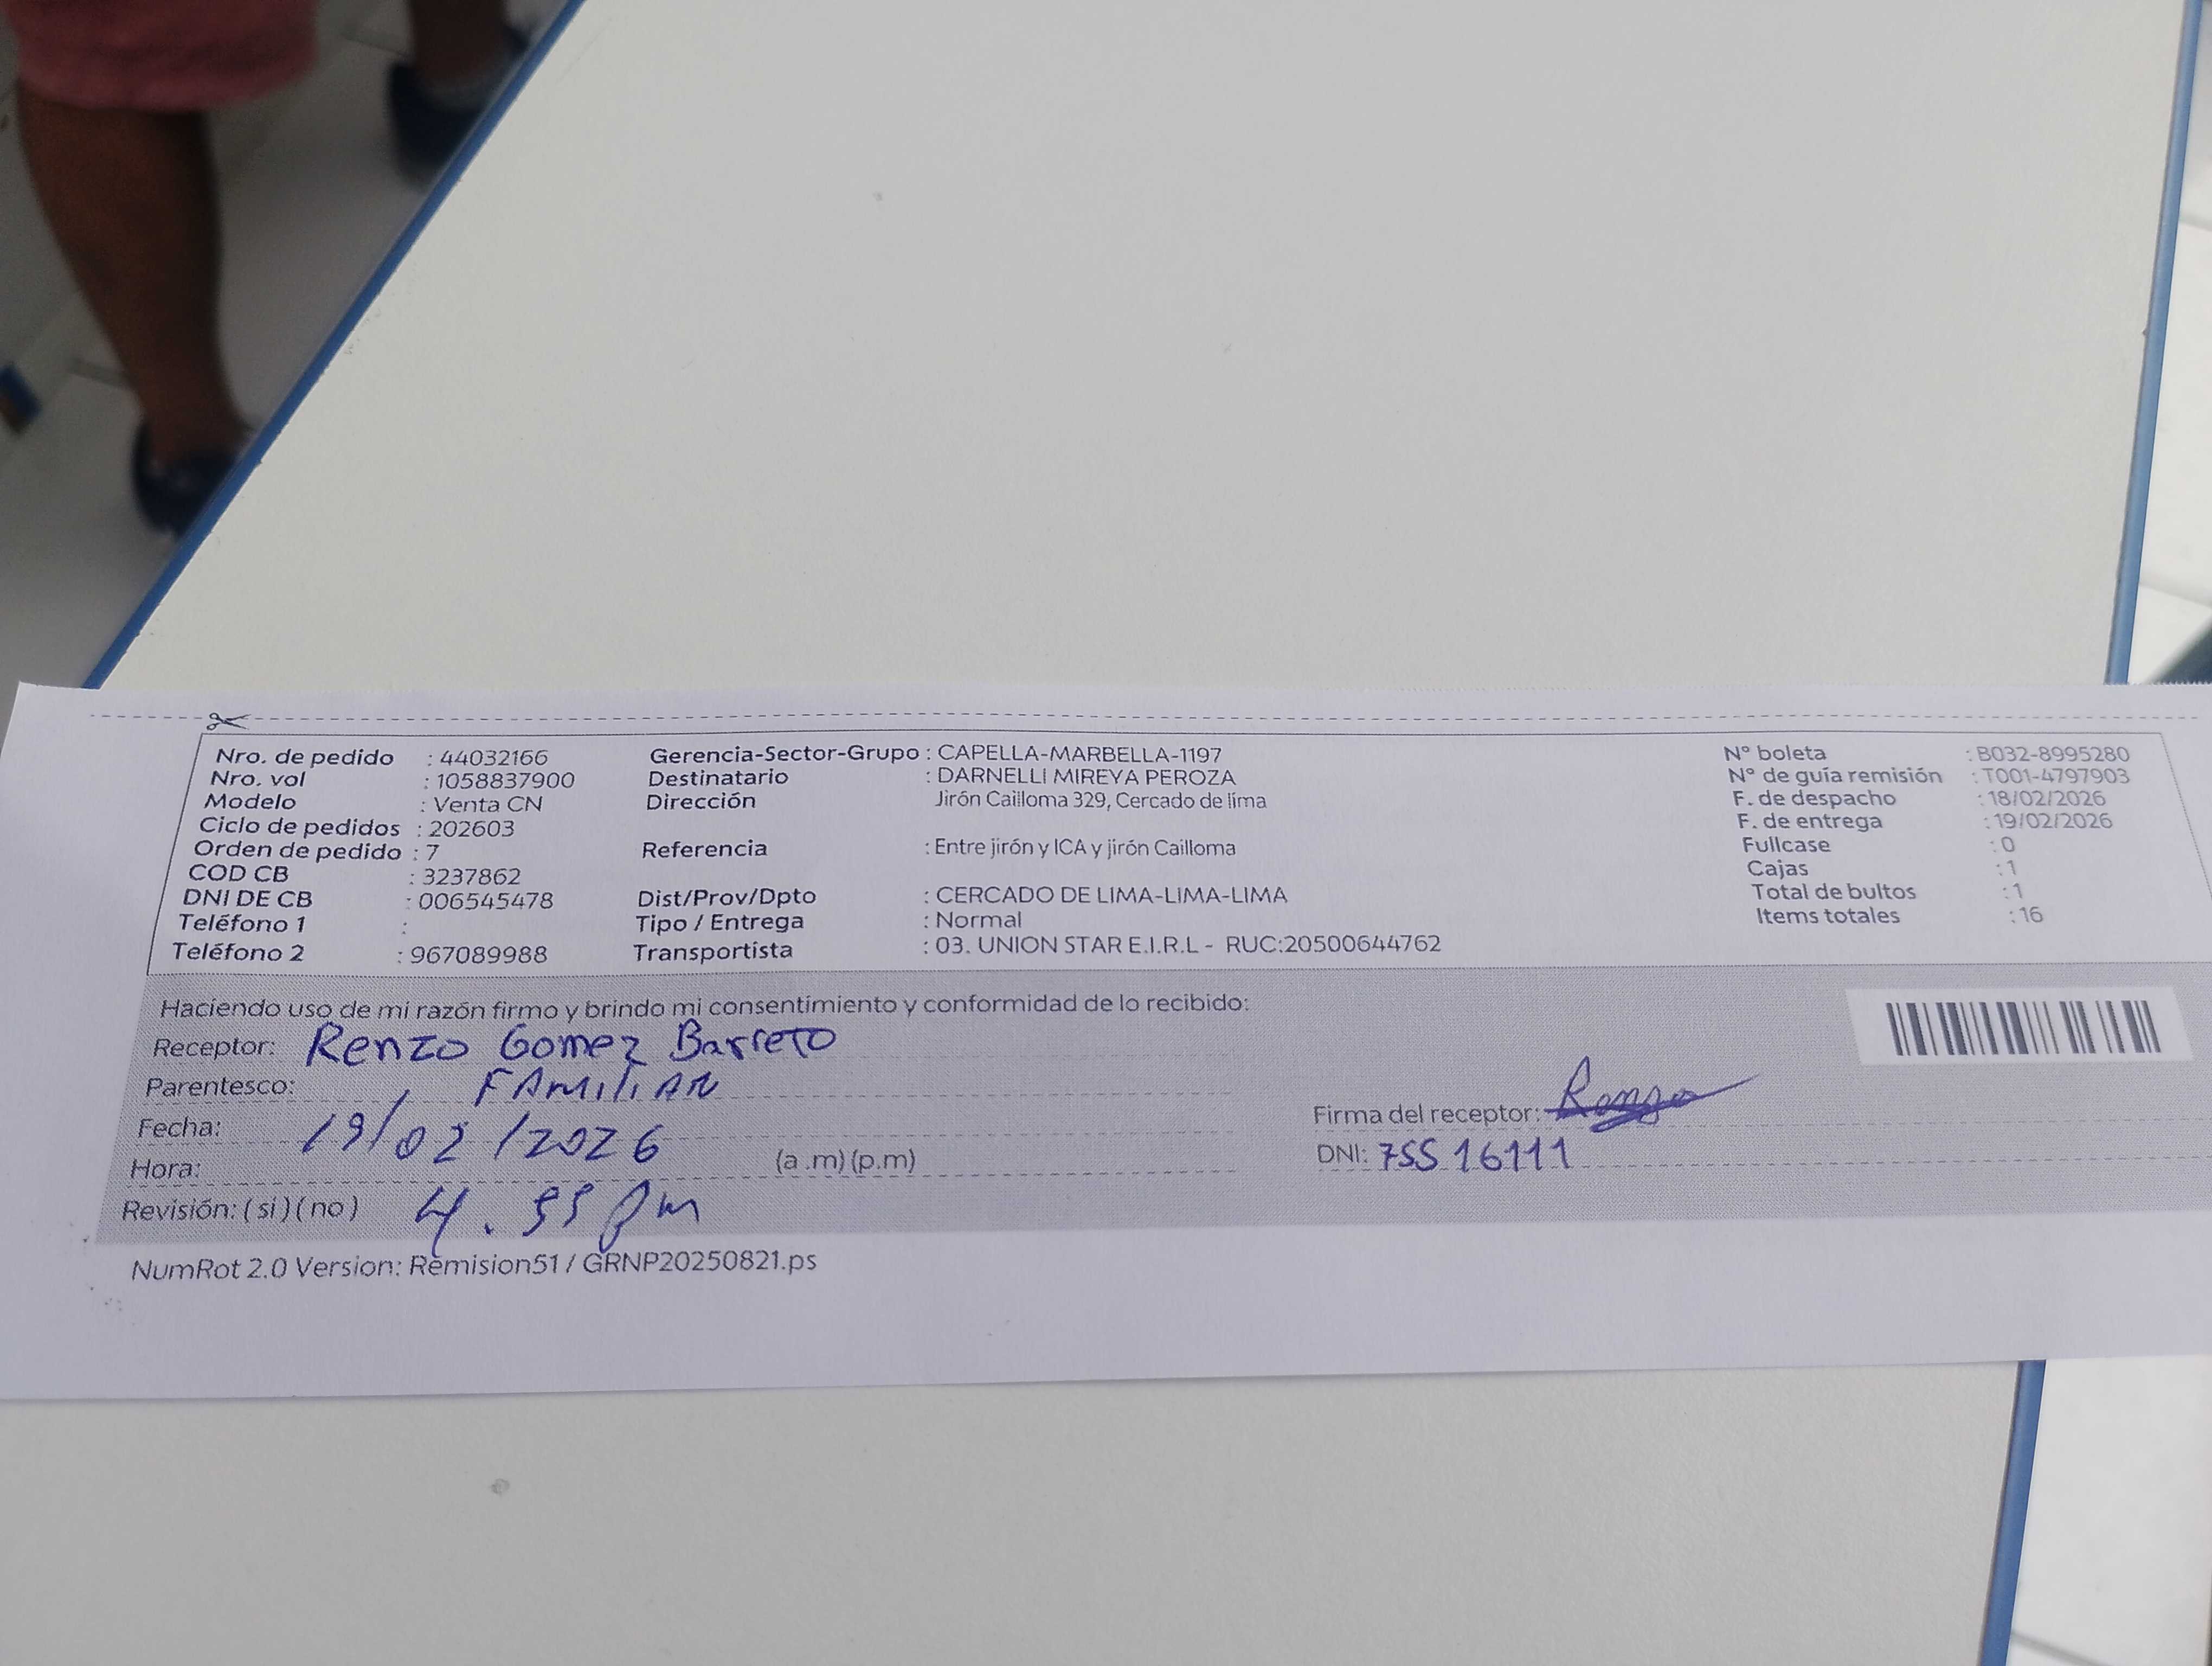 Nro. de pedido : 44032166
Nro. vol : 1058837900
Modelo : Venta CN
Ciclo de pedidos : 202603
Orden de pedido : 7
COD CB : 3237862
DNI DE CB : 006545478
Teléfono 1 :
Teléfono 2 : 967089988
Gerencia-Sector-Grupo : CAPELLA-MARBELLA-1197
Destinatario : DARNELLI MIREYA PEROZA
Dirección Jirón Cailloma 329, Cercado de lima
Referencia : Entre jirón y ICA y jirón Cailloma
Dist/Prov/Dpto : CERCADO DE LIMA-LIMA-LIMA
Tipo / Entrega : Normal
Transportista : 03. UNION STAR E.I.R.L - RUC:20500644762
N° boleta : B032-8995280
N° de guía remisión : T001-4797903
F. de despacho : 18/02/2026
F. de entrega : 19/02/2026
Fullcase : 0
Cajas : 1
Total de bultos : 1
Items totales : 16
Haciendo uso de mi razón firmo y brindo mi consentimiento y conformidad de lo recibido:
Receptor: Renzo Gomez Barreto
Parentesco: FAMiliAR
Fecha: 19/02/2026
Hora: (a .m) (p.m)
Revisión: ( si ) ( no ) 4.55 pm
Firma del receptor: Renzo
DNI: 75516111
NumRot 2.0 Version: Remision51 / GRNP20250821.ps